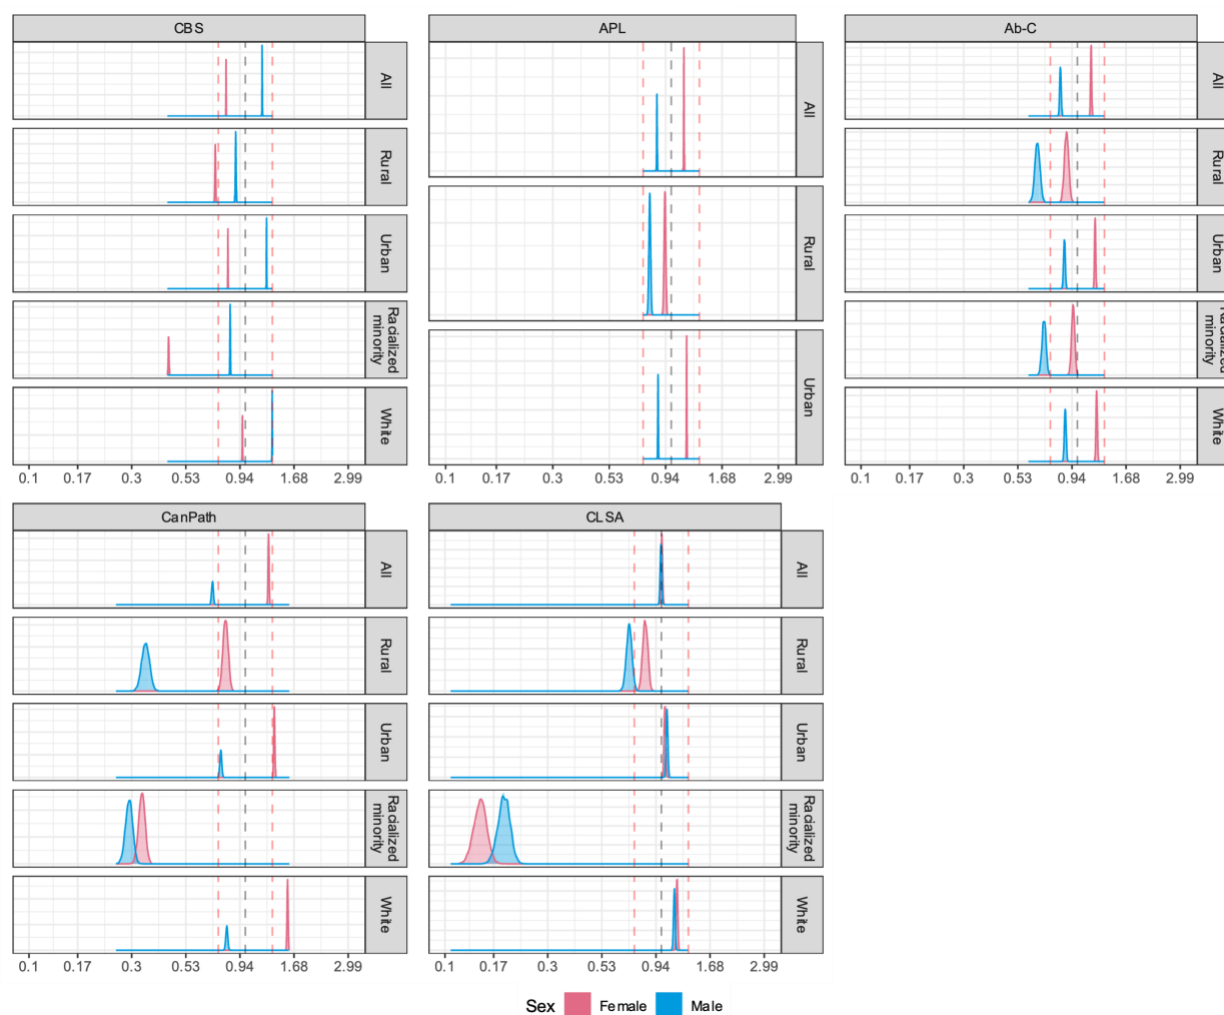 CBS
All
Rural
Urban
Racialized
minority
White
0.1 0.17 0.3 0.53 0.94 1.68 2.99
APL
All
Rural
Urban
0.1 0.17 0.3 0.53 0.94 1.68 2.99
Ab-C
All
Rural
Urban
Racialized
minority
White
0.1 0.17 0.3 0.53 0.94 1.68 2.99
CanPath
All
Rural
Urban
Racialized
minority
White
0.1 0.17 0.3 0.53 0.94 1.68 2.99
CLSA
All
Rural
Urban
Racialized
minority
White
0.1 0.17 0.3 0.53 0.94 1.68 2.99
Sex Female Male